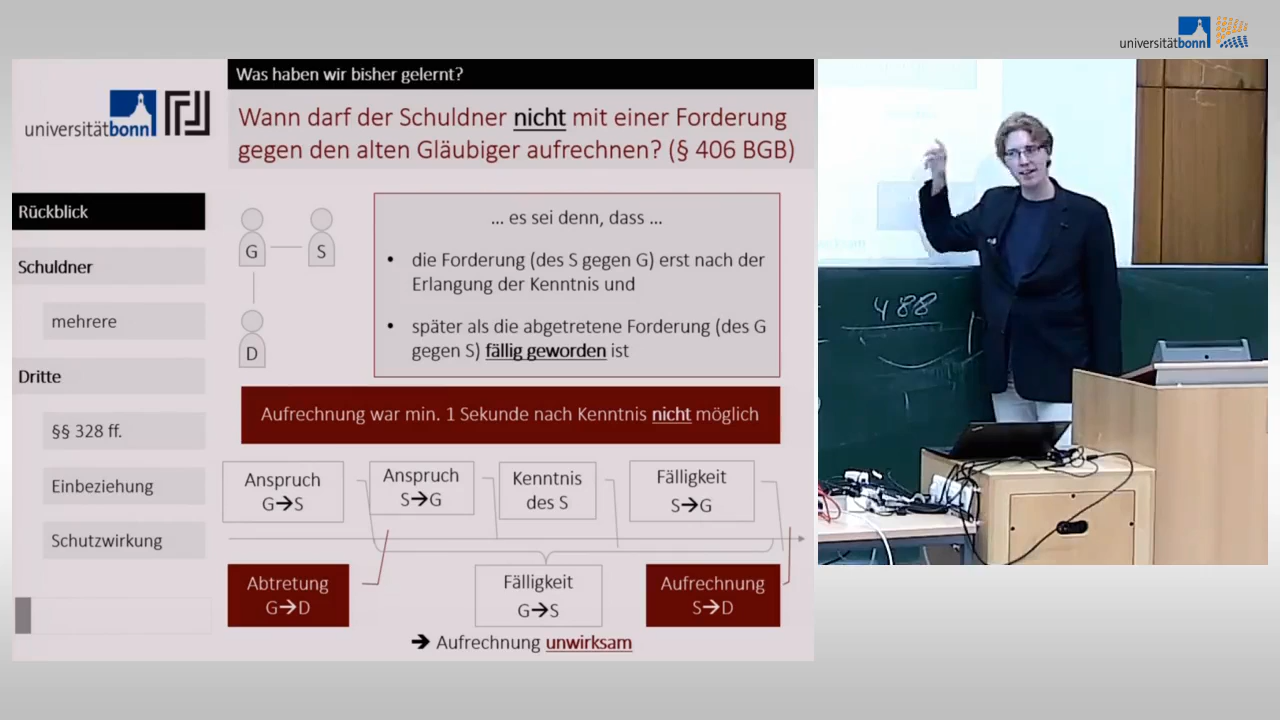 universitätbonn
Was haben wir bisher gelernt?
universitätbonn
Wann darf der Schuldner nicht mit einer Forderung
gegen den alten Gläubiger aufrechnen? (§ 406 BGB)
Rückblick
Schuldner
mehrere
Dritte
§§ 328 ff.
Einbeziehung
Schutzwirkung
G
S
D
... es sei denn, dass ...
• die Forderung (des S gegen G) erst nach der
Erlangung der Kenntnis und
• später als die abgetretene Forderung (des G
gegen S) fällig geworden ist
Aufrechnung war min. 1 Sekunde nach Kenntnis nicht möglich
Anspruch
G➔S
Anspruch
S➔G
Kenntnis
des S
Fälligkeit
S➔G
Abtretung
G➔D
Fälligkeit
G➔S
Aufrechnung
S➔D
➔ Aufrechnung unwirksam
488